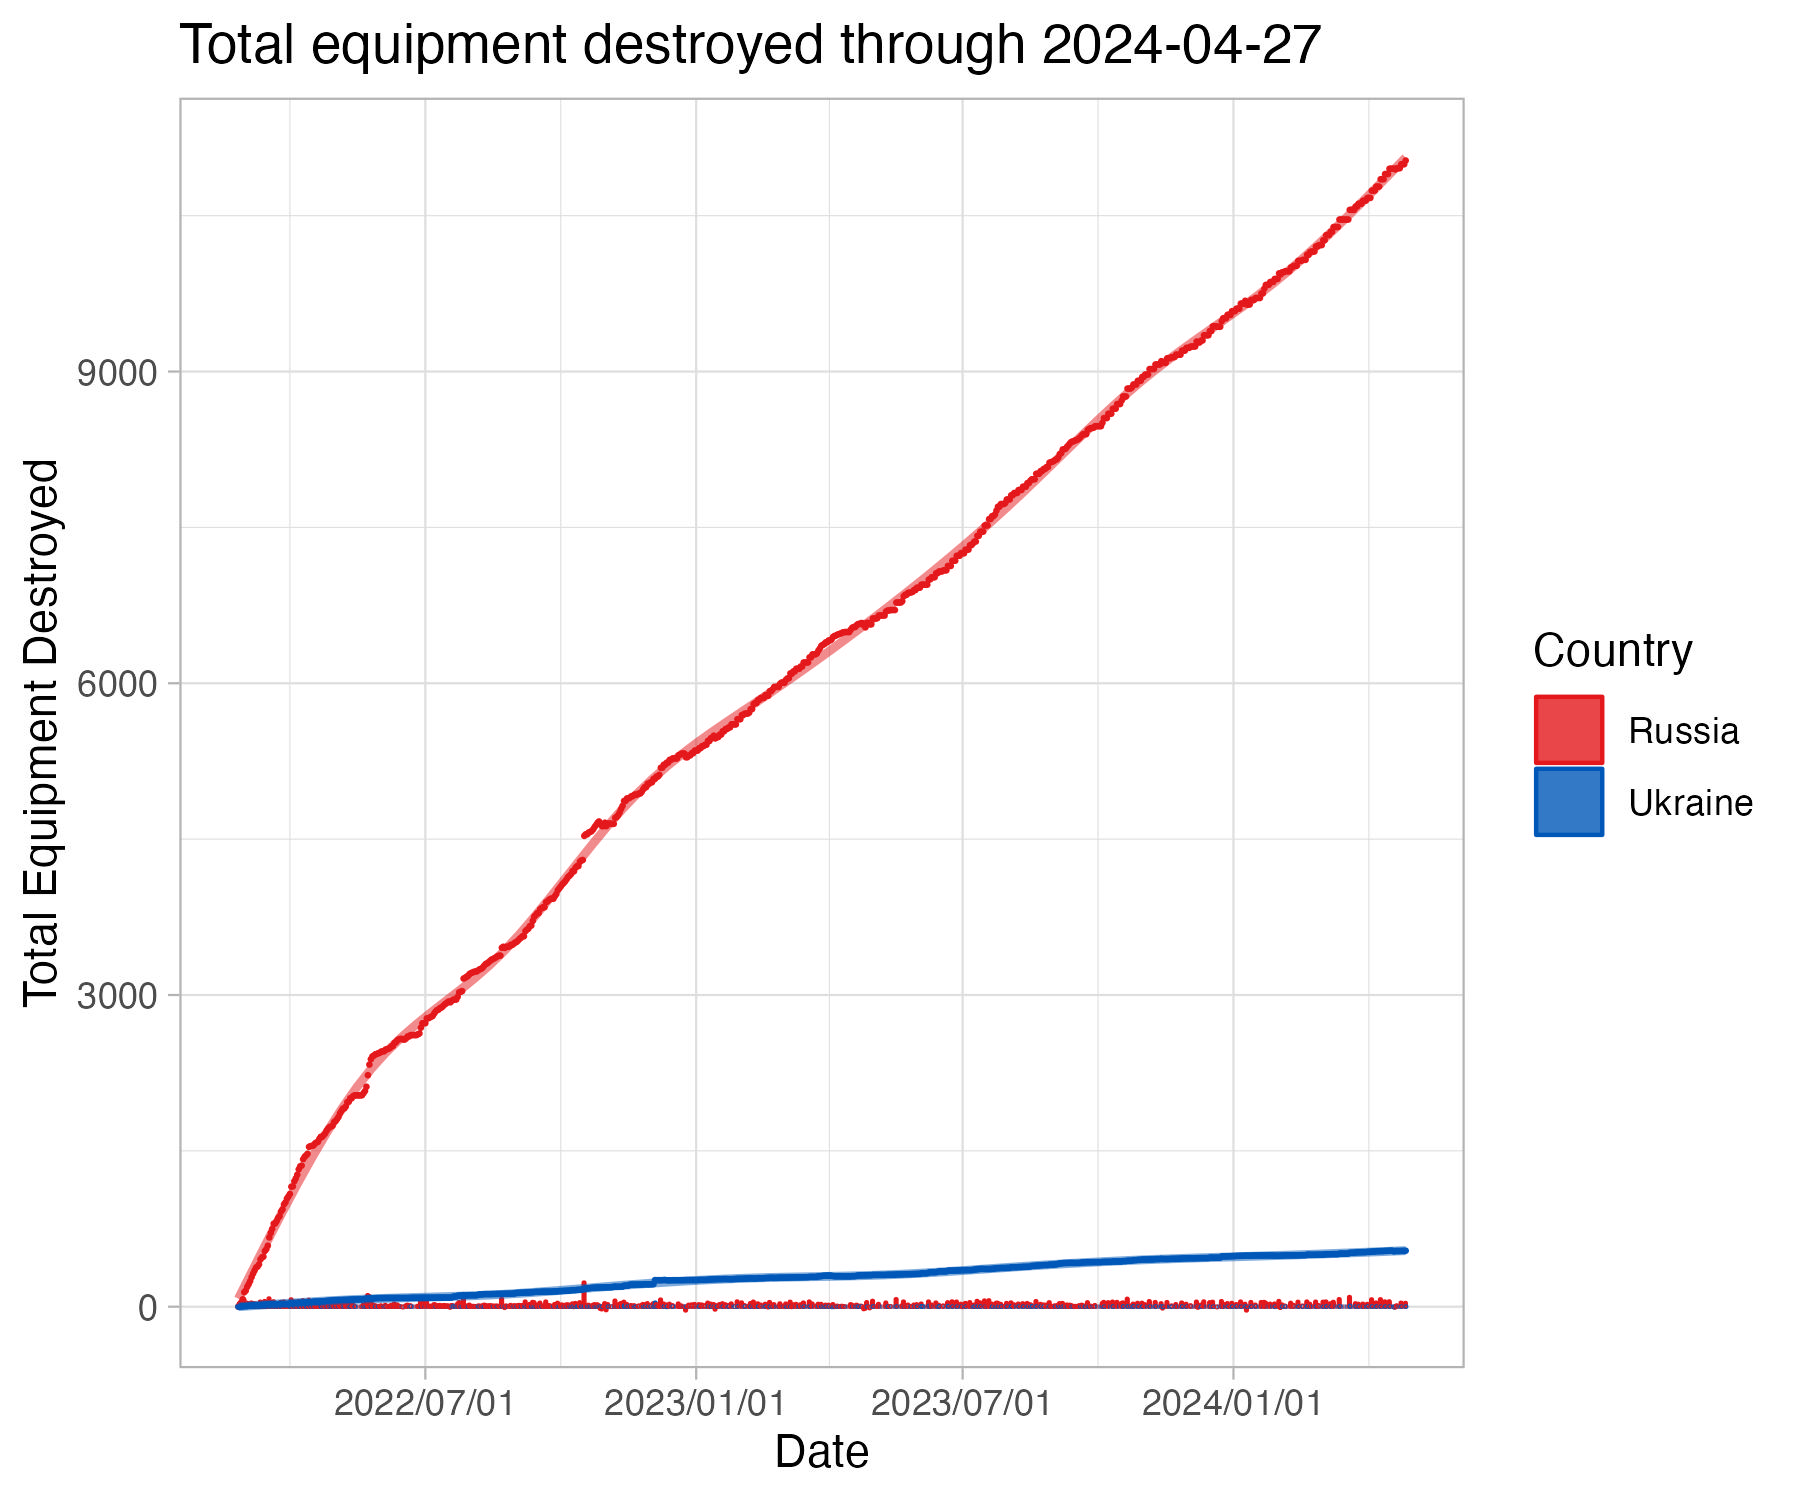 Total equipment destroyed through 2024-04-27
Total Equipment Destroyed
9000
6000
3000
0
2022/07/01
2023/01/01
2023/07/01
2024/01/01
Date
Country
Russia
Ukraine